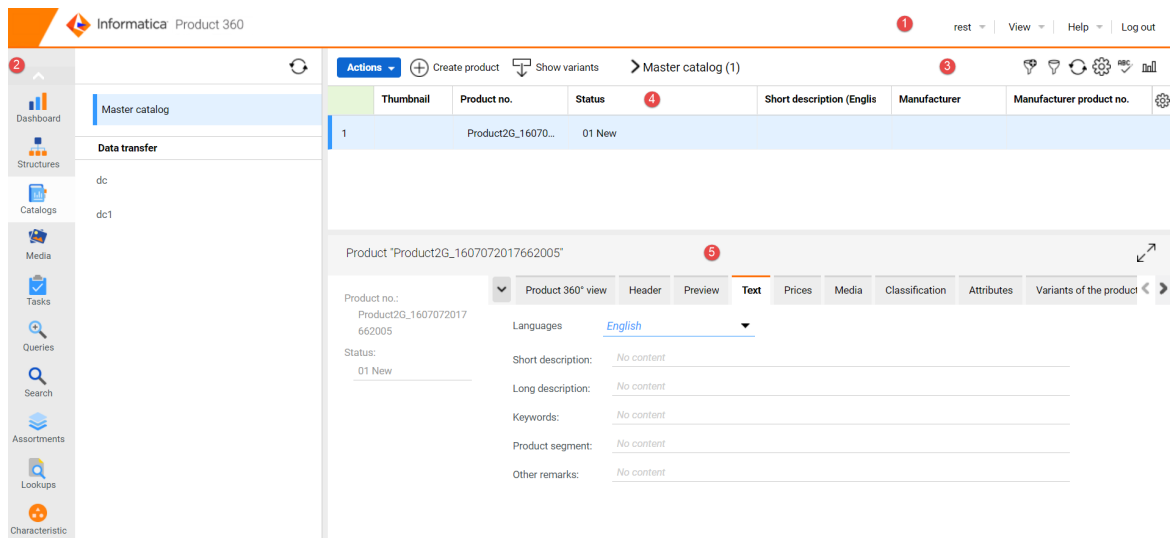 Informatica Product 360
1
rest View Help Log out
2
Actions Create product Show variants Master catalog (1) 3 ABC
Dashboard
Structures
Catalogs
Media
Tasks
Queries
Search
Assortments
Lookups
Characteristic
Master catalog
Data transfer
dc
dc1
Thumbnail Product no. Status 4 Short description (Englis Manufacturer Manufacturer product no.
1 Product2G_16070... 01 New
Product "Product2G_1607072017662005" 5
Product no.:
Product2G_1607072017
662005
Status:
01 New
Product 360° view Header Preview Text Prices Media Classification Attributes Variants of the product
Languages English
Short description: No content
Long description: No content
Keywords: No content
Product segment: No content
Other remarks: No content